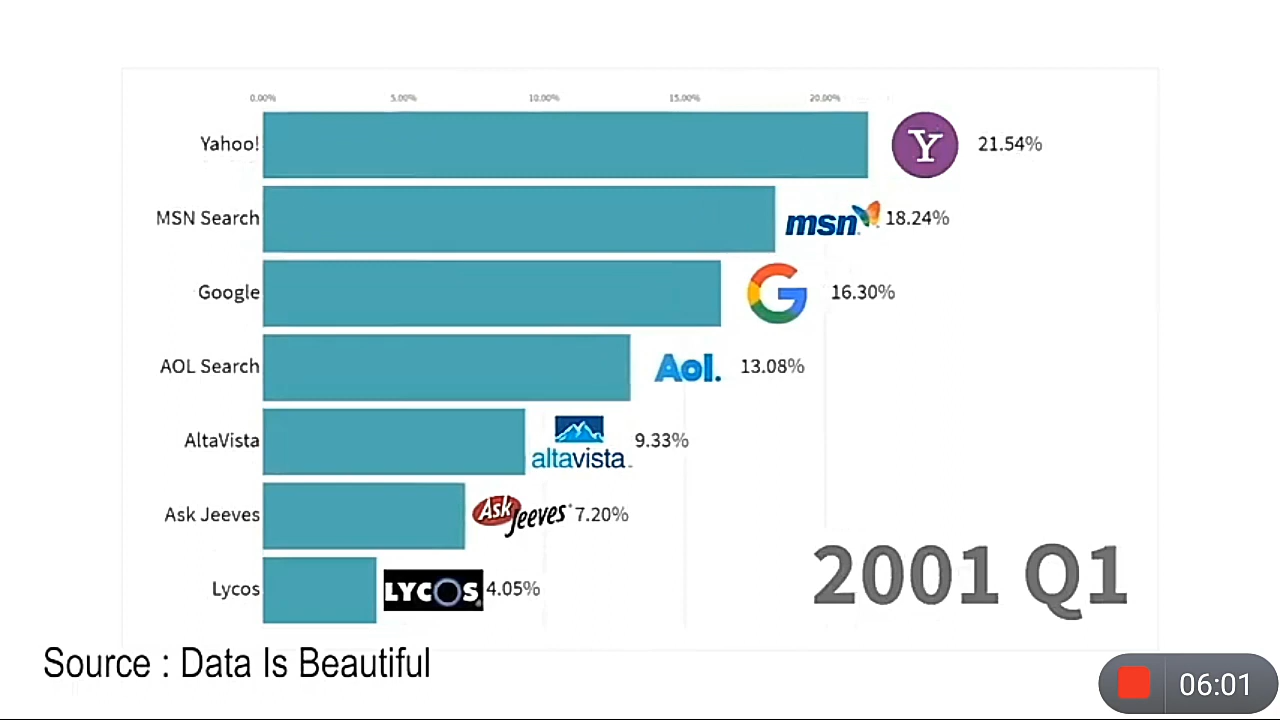 0.00% 5.00% 10.00% 15.00% 20.00%
Yahoo! Y 21.54%
MSN Search msn 18.24%
Google G 16.30%
AOL Search Aol. 13.08%
AltaVista altavista 9.33%
Ask Jeeves Ask Jeeves 7.20%
Lycos LYCOS 4.05%
2001 Q1
Source : Data Is Beautiful
06:01